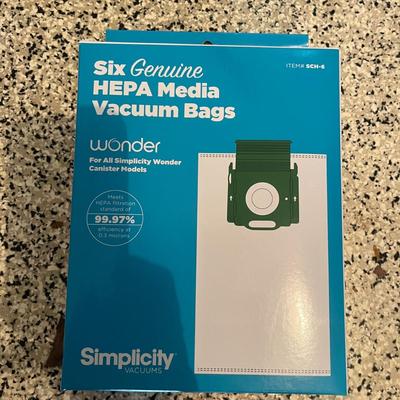 Six Genuine
HEPA Media
Vacuum Bags
ITEM# SCH-6
wonder
For All Simplicity Wonder
Canister Models
Meets
HEPA filtration
standard of
99.97%
efficiency of
0.3 microns
Simplicity
VACUUMS